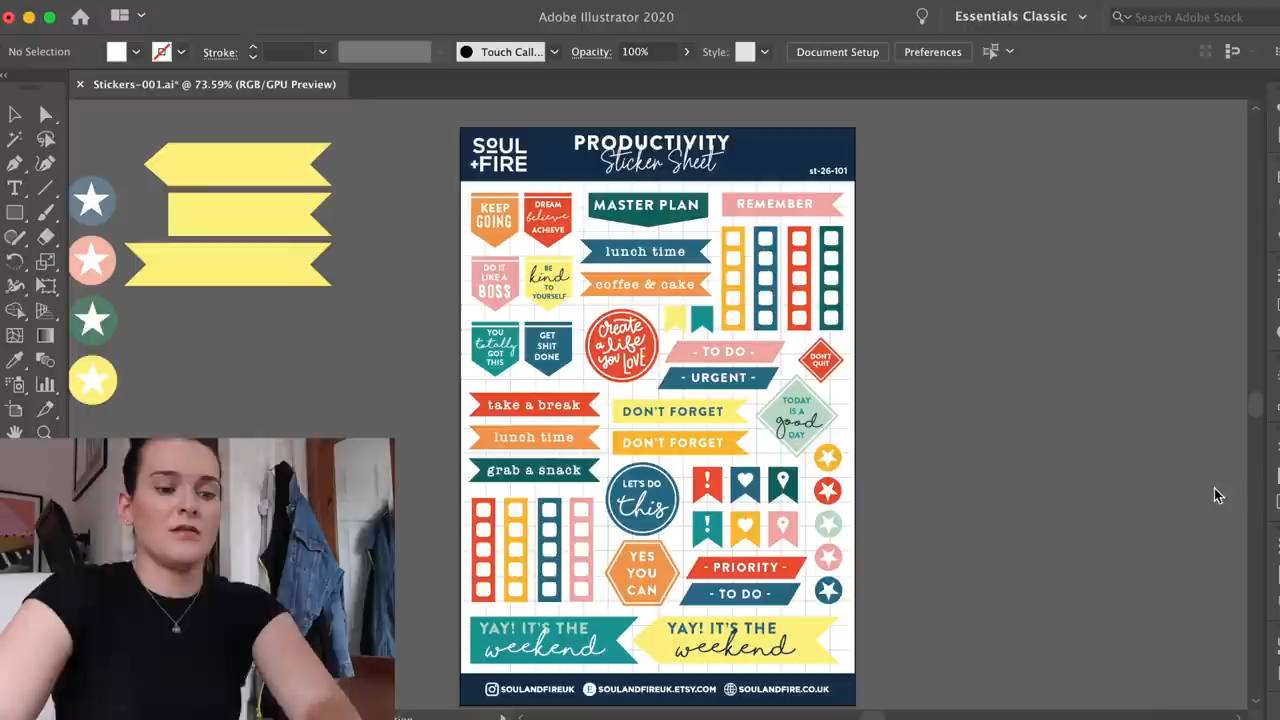 Adobe Illustrator 2020
Essentials Classic
Search Adobe Stock
No Selection
Stroke:
Touch Call...
Opacity: 100%
Style:
Document Setup
Preferences
Stickers-001.ai* @ 73.59% (RGB/GPU Preview)
SOUL
+FIRE
PRODUCTIVITY
Sticker Sheet
st-26-101
KEEP
GOING
DREAM
believe
ACHIEVE
MASTER PLAN
REMEMBER
lunch time
coffee & cake
DO IT
LIKE A
BOSS
BE
kind
TO
YOURSELF
YOU
totally
GOT
THIS
GET
SHIT
DONE
create
a life
you LOVE
- TO DO -
- URGENT -
DON'T
QUIT
TODAY
IS A
good
DAY
take a break
lunch time
grab a snack
DON'T FORGET
DON'T FORGET
LET'S DO
this
!
!
YES
YOU
CAN
- PRIORITY -
- TO DO -
YAY! IT'S THE
weekend
YAY! IT'S THE
weekend
SOULANDFIREUK
SOULANDFIREUK.ETSY.COM
SOULANDFIRE.CO.UK